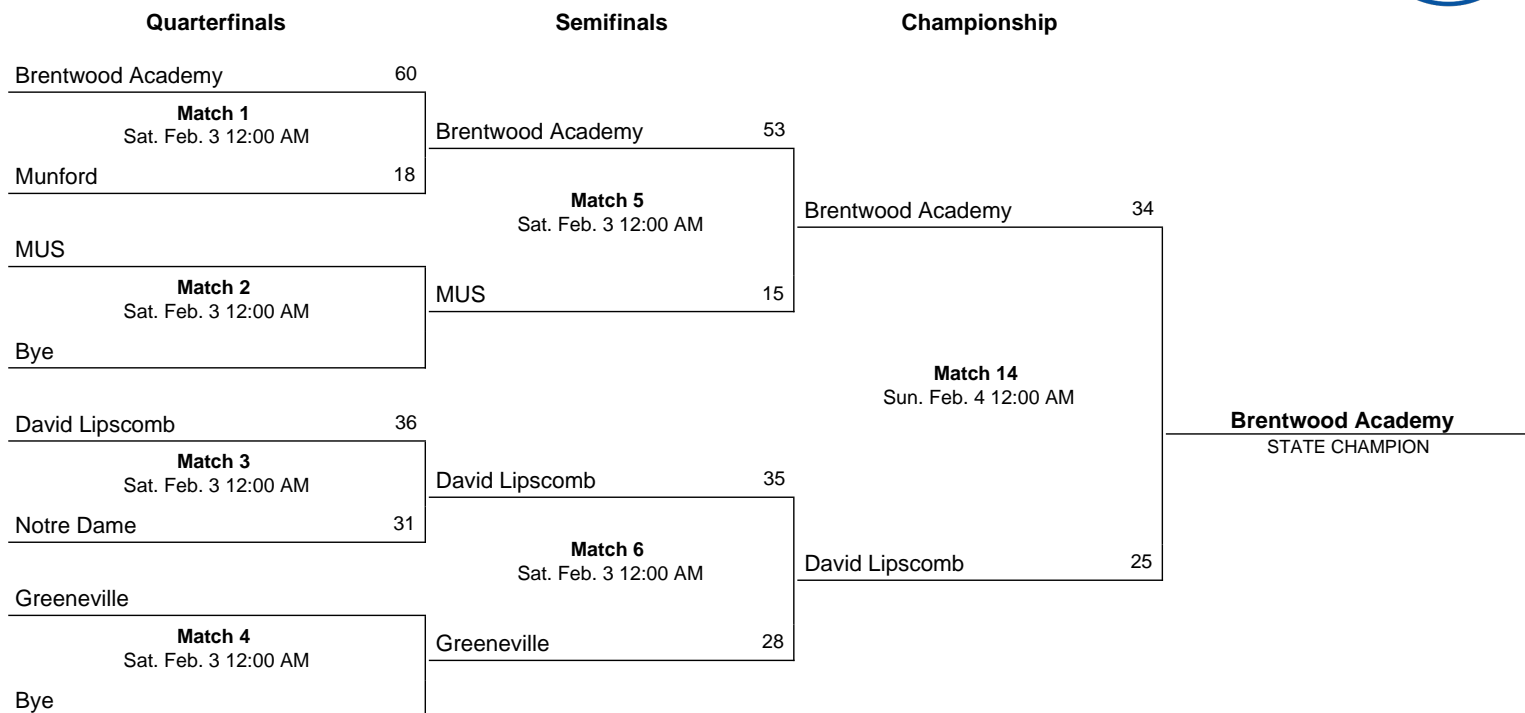 Quarterfinals Semifinals Championship
Brentwood Academy 60
Match 1
Sat. Feb. 3 12:00 AM
Munford 18
MUS
Match 2
Sat. Feb. 3 12:00 AM
Bye
David Lipscomb 36
Match 3
Sat. Feb. 3 12:00 AM
Notre Dame 31
Greeneville
Match 4
Sat. Feb. 3 12:00 AM
Bye
Brentwood Academy 53
Match 5
Sat. Feb. 3 12:00 AM
MUS 15
David Lipscomb 35
Match 6
Sat. Feb. 3 12:00 AM
Greeneville 28
Brentwood Academy 34
Match 14
Sun. Feb. 4 12:00 AM
David Lipscomb 25
Brentwood Academy
STATE CHAMPION